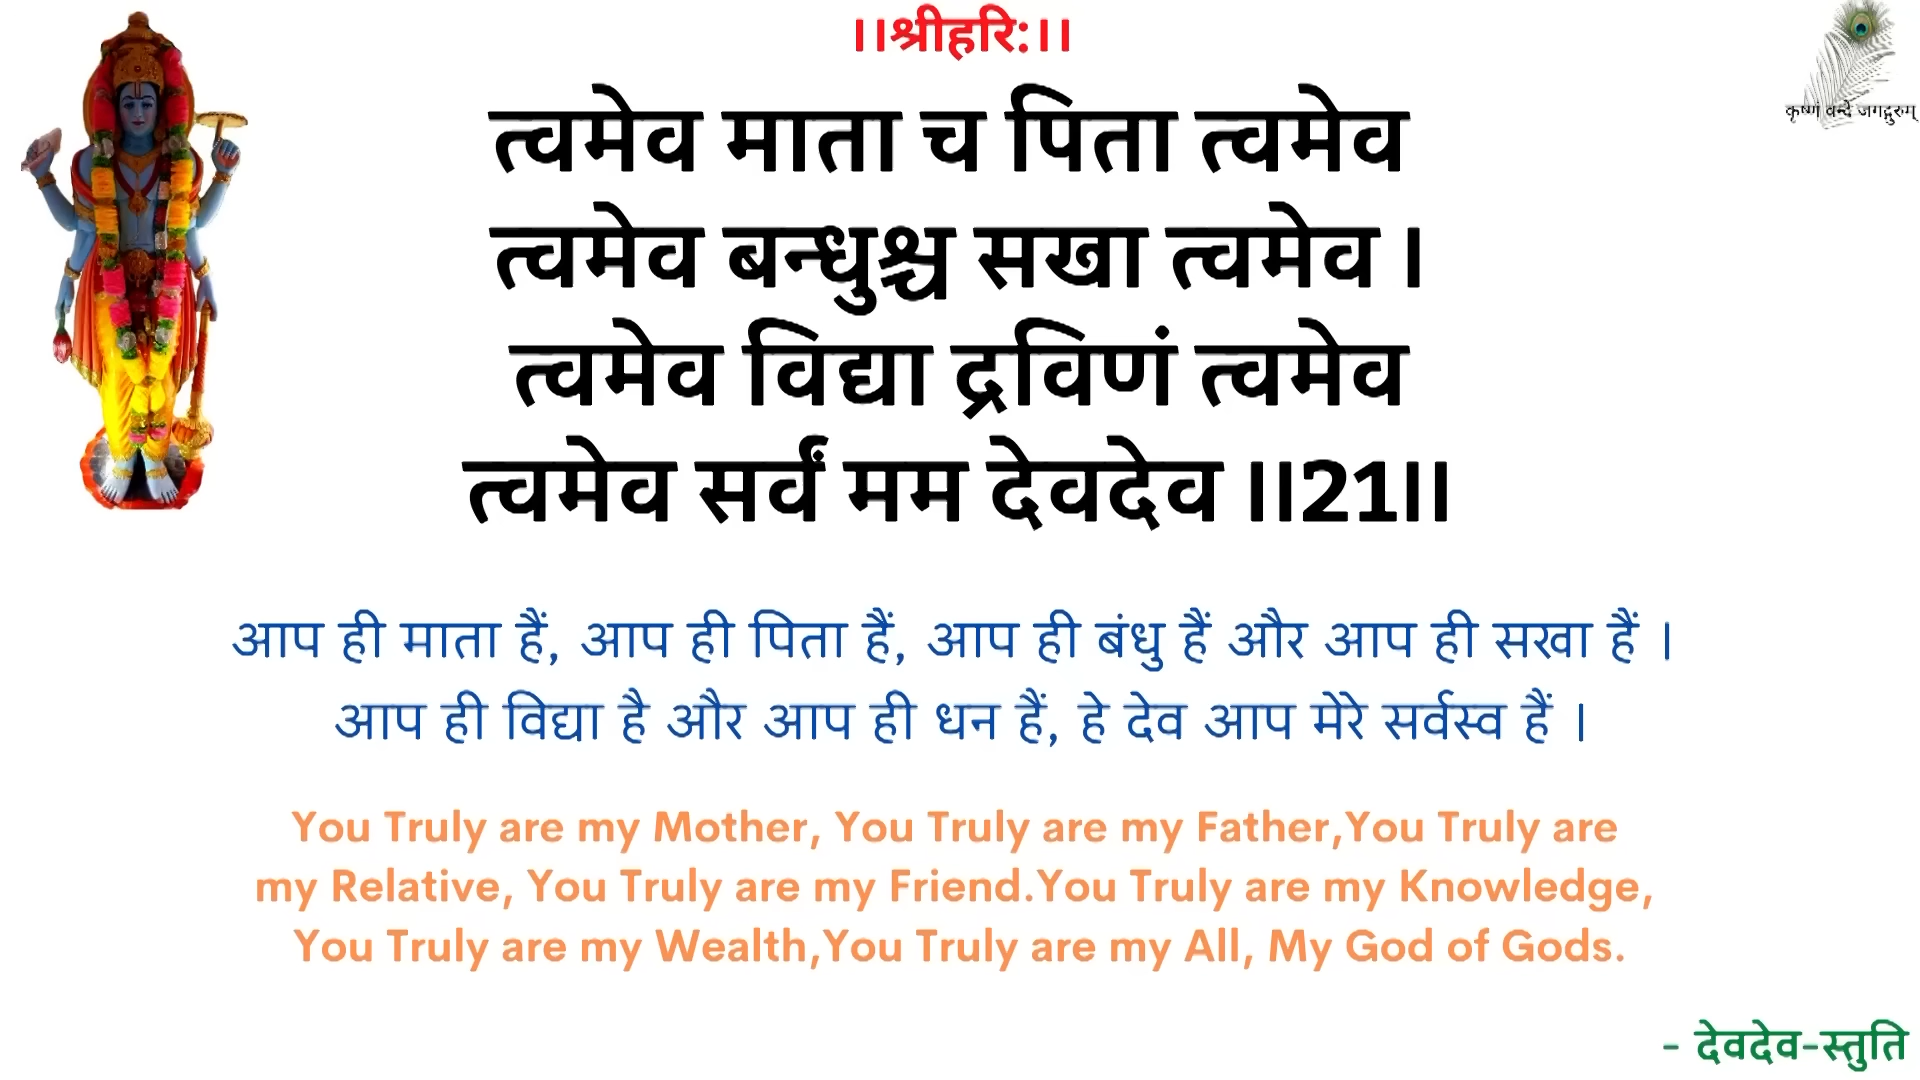 ।।श्रीहरि:।।
कृष्णं वन्दे जगद्गुरुम्
त्वमेव माता च पिता त्वमेव
त्वमेव बन्धुश्च सखा त्वमेव ।
त्वमेव विद्या द्रविणं त्वमेव
त्वमेव सर्वं मम देवदेव ।।21।।
आप ही माता हैं, आप ही पिता हैं, आप ही बंधु हैं और आप ही सखा हैं ।
आप ही विद्या है और आप ही धन हैं, हे देव आप मेरे सर्वस्व हैं ।
You Truly are my Mother, You Truly are my Father,You Truly are
my Relative, You Truly are my Friend.You Truly are my Knowledge,
You Truly are my Wealth,You Truly are my All, My God of Gods.
- देवदेव-स्तुति